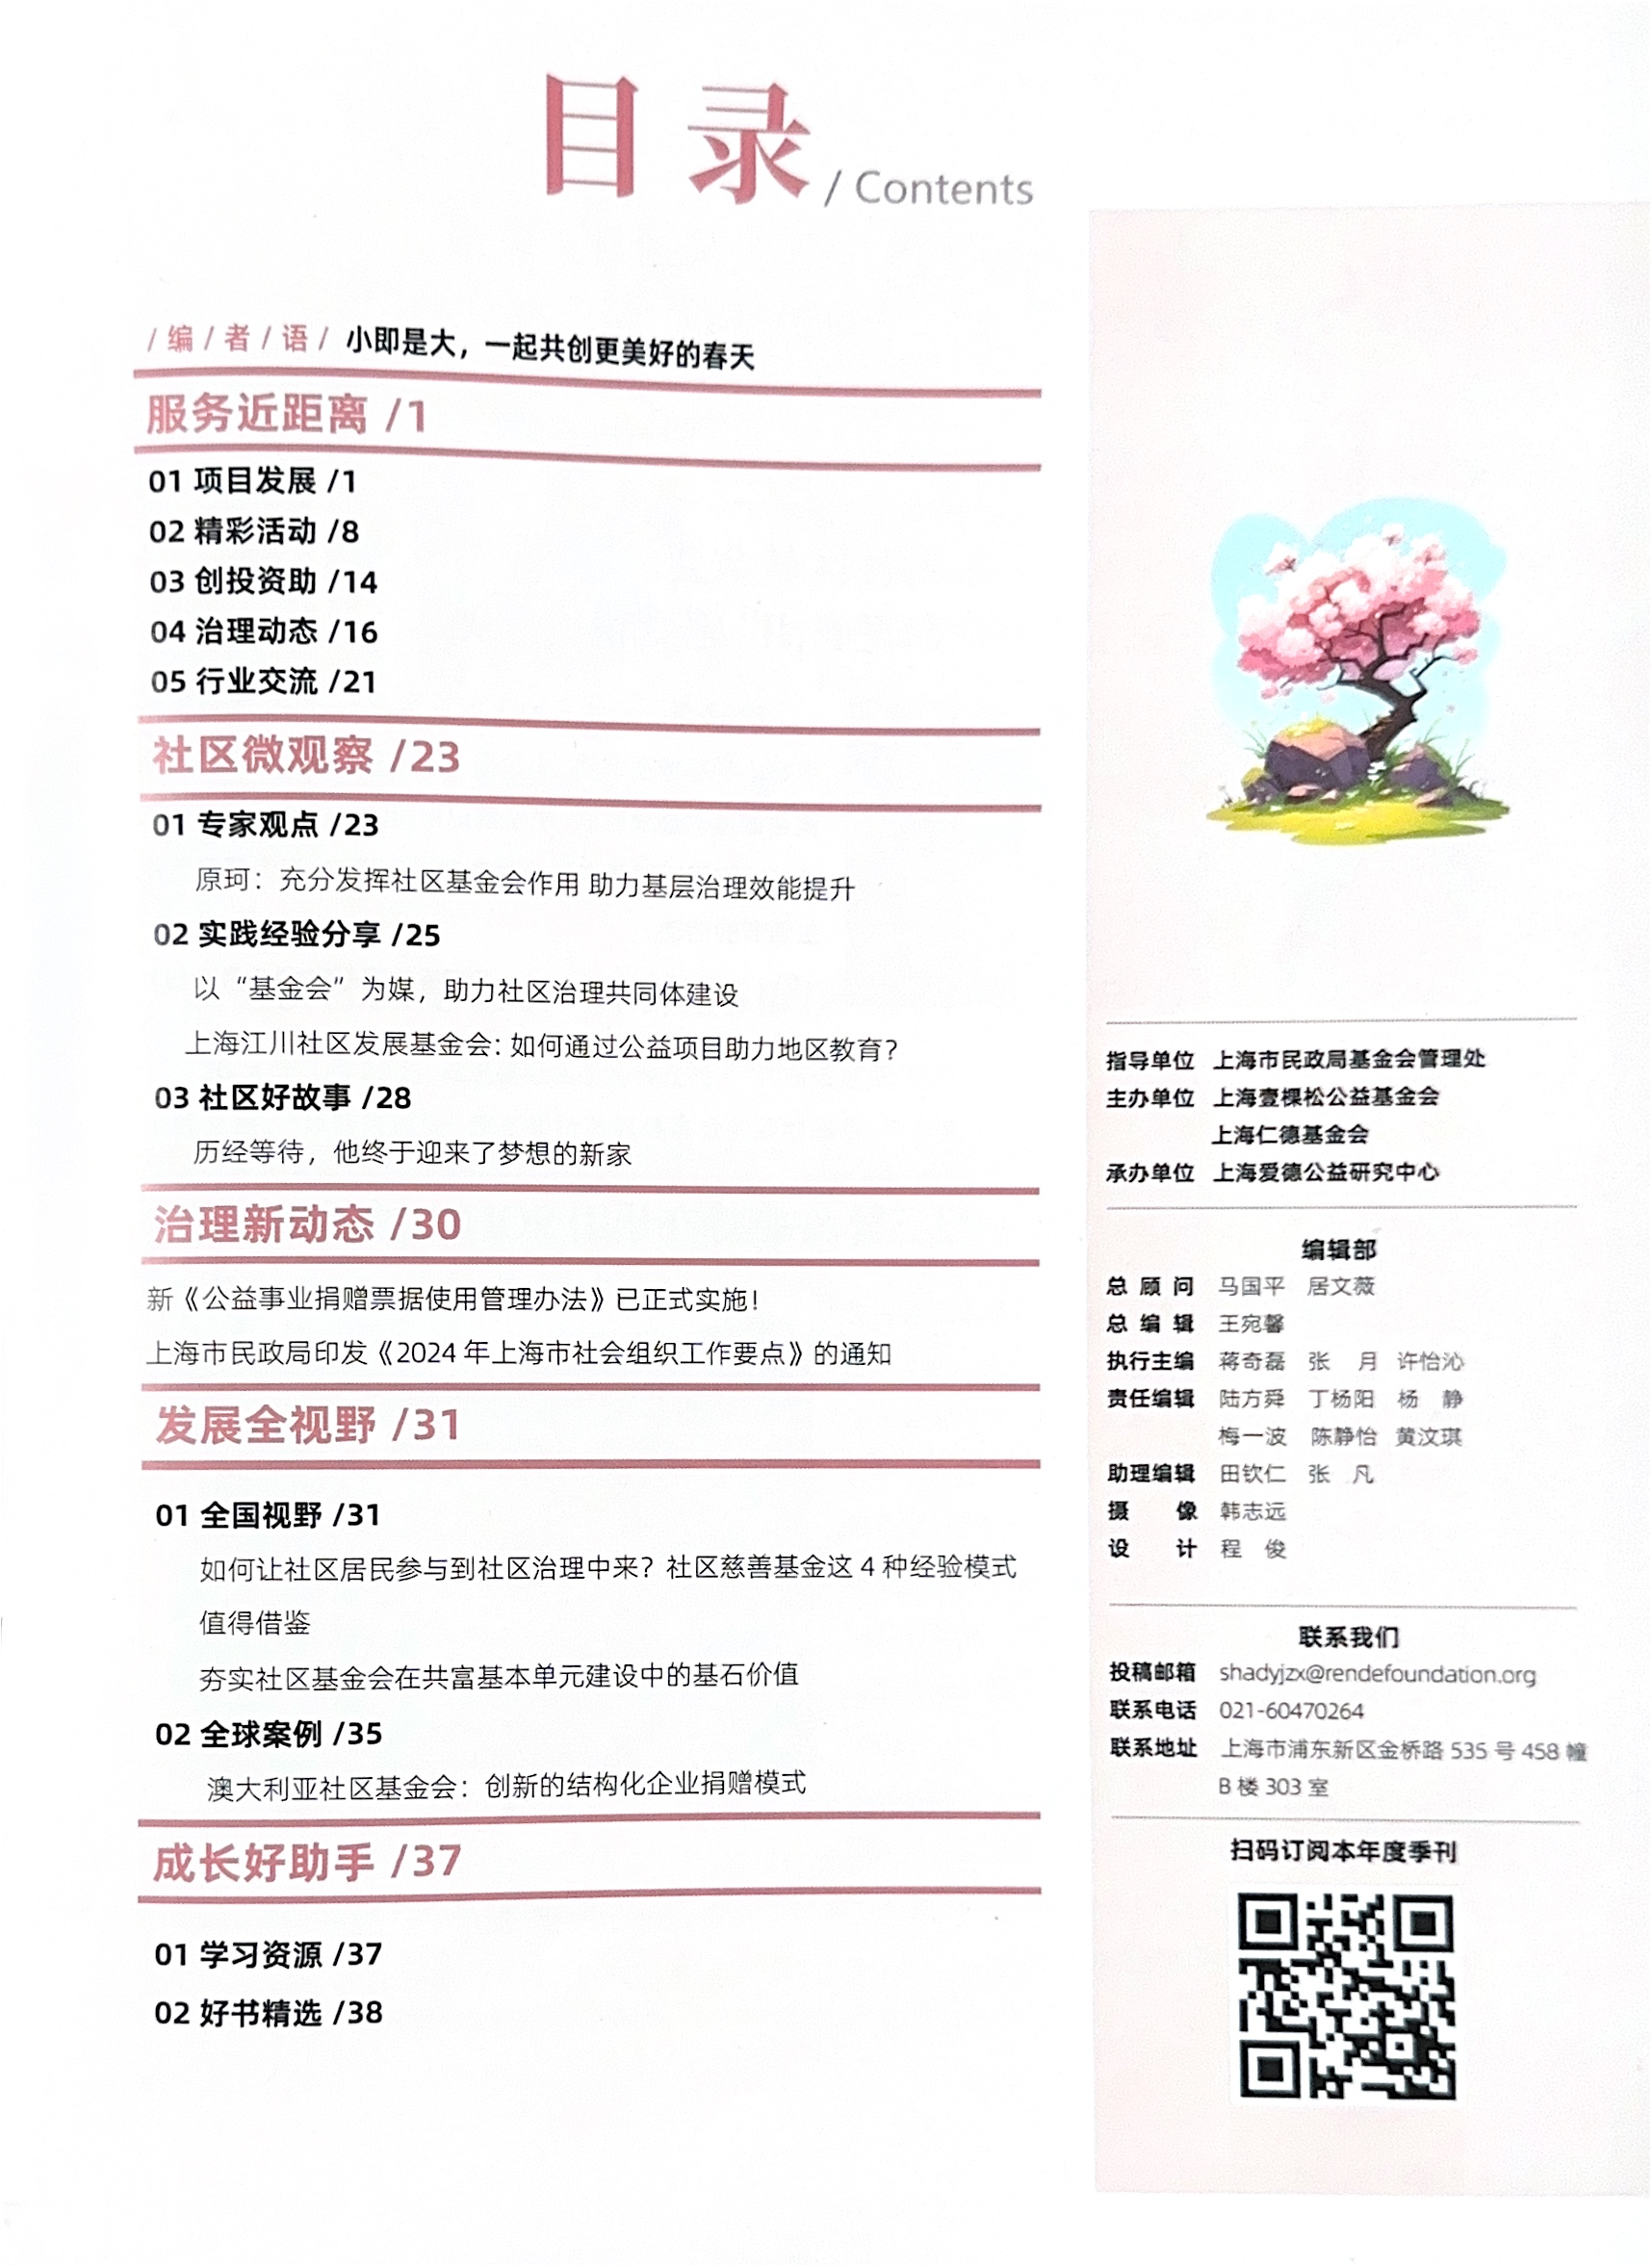 目录 / Contents
/ 编 / 者 / 语 / 小即是大，一起共创更美好的春天
服务近距离 /1
01 项目发展 /1
02 精彩活动 /8
03 创投资助 /14
04 治理动态 /16
05 行业交流 /21
社区微观察 /23
01 专家观点 /23
原珂：充分发挥社区基金会作用 助力基层治理效能提升
02 实践经验分享 /25
以“基金会”为媒，助力社区治理共同体建设
上海江川社区发展基金会：如何通过公益项目助力地区教育？
03 社区好故事 /28
历经等待，他终于迎来了梦想的新家
治理新动态 /30
新《公益事业捐赠票据使用管理办法》已正式实施！
上海市民政局印发《2024 年上海市社会组织工作要点》的通知
发展全视野 /31
01 全国视野 /31
如何让社区居民参与到社区治理中来？社区慈善基金这 4 种经验模式
值得借鉴
夯实社区基金会在共富基本单元建设中的基石价值
02 全球案例 /35
澳大利亚社区基金会：创新的结构化企业捐赠模式
成长好助手 /37
01 学习资源 /37
02 好书精选 /38
指导单位 上海市民政局基金会管理处
主办单位 上海壹棵松公益基金会
上海仁德基金会
承办单位 上海爱德公益研究中心
编辑部
总 顾 问 马国平 居文薇
总 编 辑 王宛馨
执行主编 蒋奇磊 张 月 许怡沁
责任编辑 陆方舜 丁杨阳 杨 静
梅一波 陈静怡 黄汶琪
助理编辑 田钦仁 张 凡
摄 像 韩志远
设 计 程 俊
联系我们
投稿邮箱 shadyjzx@rendefoundation.org
联系电话 021-60470264
联系地址 上海市浦东新区金桥路 535 号 458 幢
B 楼 303 室
扫码订阅本年度季刊